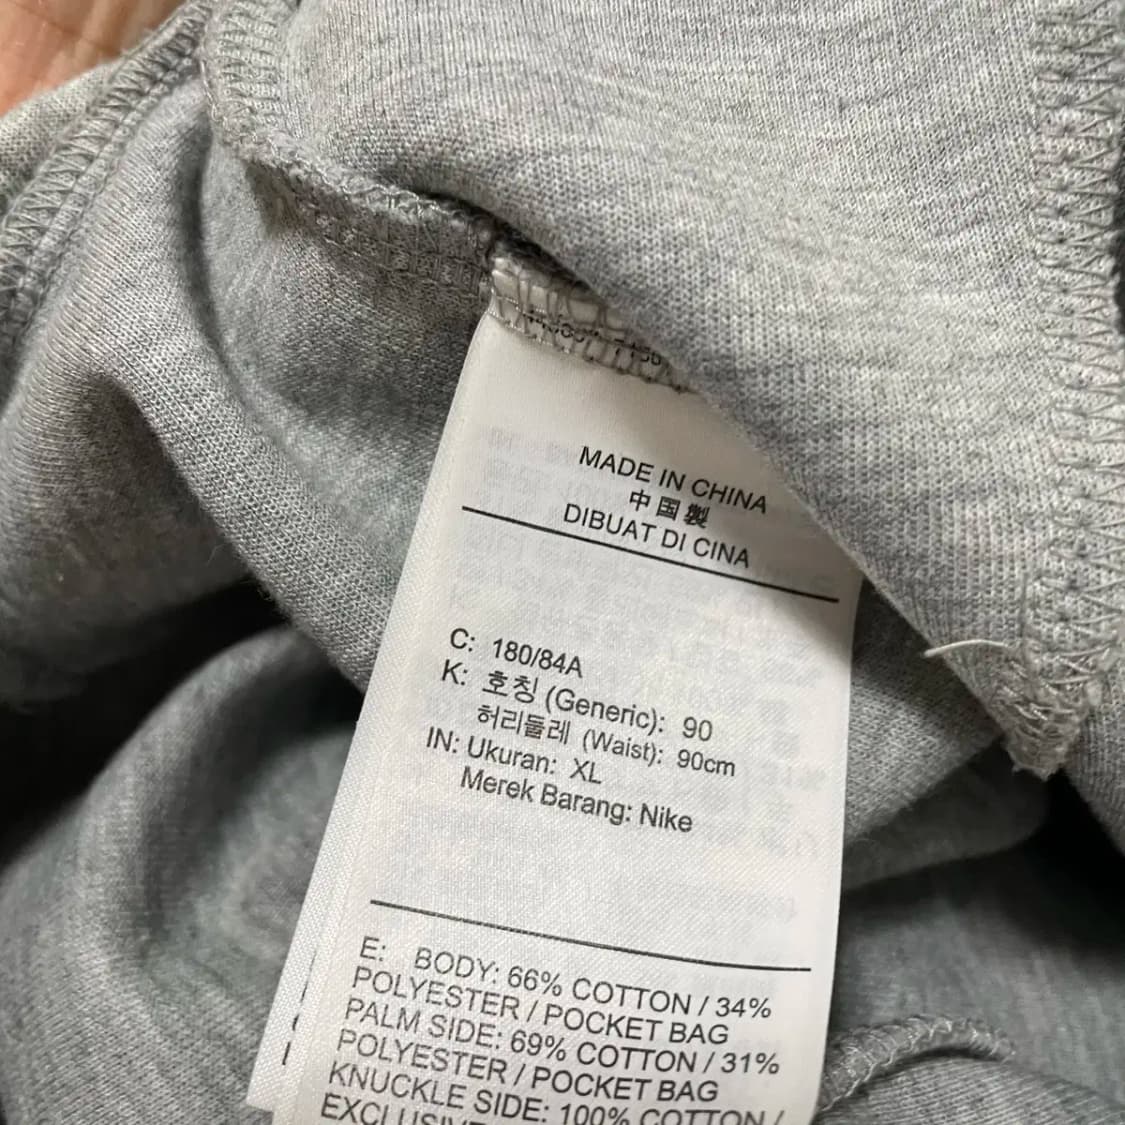 MADE IN CHINA
中国製
DIBUAT DI CINA
C: 180/84A
K: 호칭 (Generic): 90
허리둘레 (Waist): 90cm
IN: Ukuran: XL
Merek Barang: Nike
E: BODY: 66% COTTON / 34%
POLYESTER / POCKET BAG
PALM SIDE: 69% COTTON / 31%
POLYESTER / POCKET BAG
KNUCKLE SIDE: 100% COTTON /